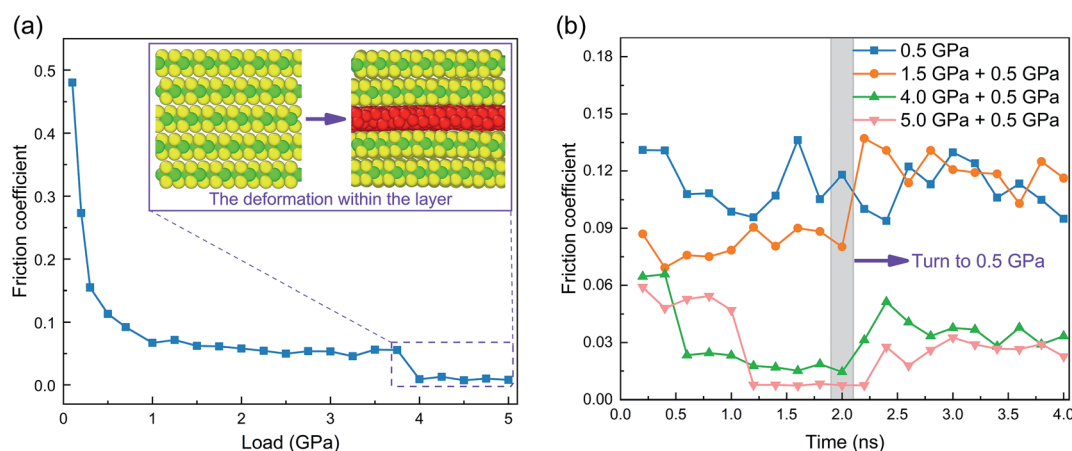 (a)
0.5
0.4
0.3
0.2
0.1
0.0
Friction coefficient
0
1
2
3
4
5
Load (GPa)
The deformation within the layer
(b)
0.18
0.15
0.12
0.09
0.06
0.03
0.00
Friction coefficient
0.5 GPa
1.5 GPa + 0.5 GPa
4.0 GPa + 0.5 GPa
5.0 GPa + 0.5 GPa
Turn to 0.5 GPa
0.0
0.5
1.0
1.5
2.0
2.5
3.0
3.5
4.0
Time (ns)